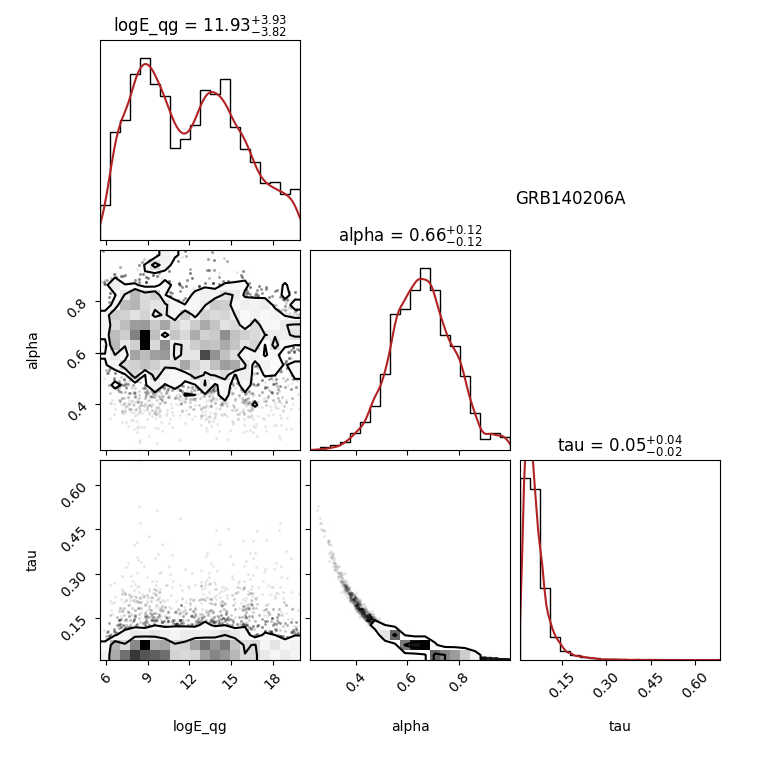 logE_qg = 11.93+3.93−3.82
GRB140206A
alpha = 0.66+0.12−0.12
alpha
0.8
0.6
0.4
tau = 0.05+0.04−0.02
tau
0.60
0.45
0.30
0.15
6 9 12 15 18 0.4 0.6 0.8 0.15 0.30 0.45 0.60
logE_qg alpha tau